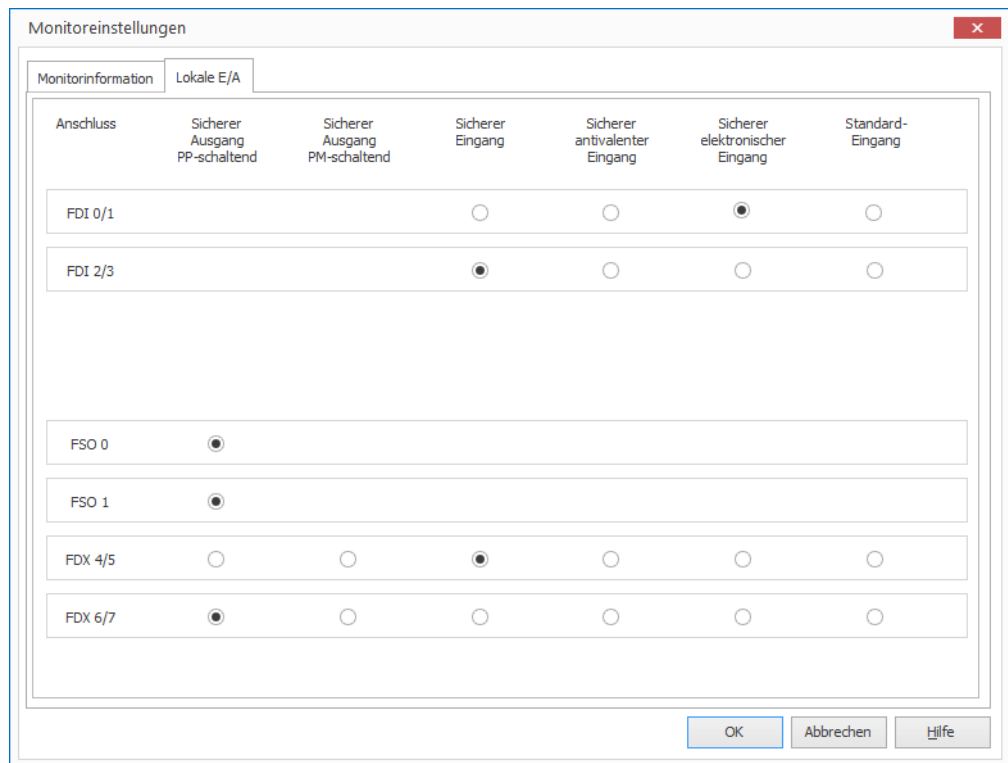 Monitoreinstellungen
Monitorinformation
Lokale E/A
Anschluss
Sicherer
Ausgang
PP-schaltend
Sicherer
Ausgang
PM-schaltend
Sicherer
Eingang
Sicherer
antivalenter
Eingang
Sicherer
elektronischer
Eingang
Standard-
Eingang
FDI 0/1
FDI 2/3
FSO 0
FSO 1
FDX 4/5
FDX 6/7
OK
Abbrechen
Hilfe